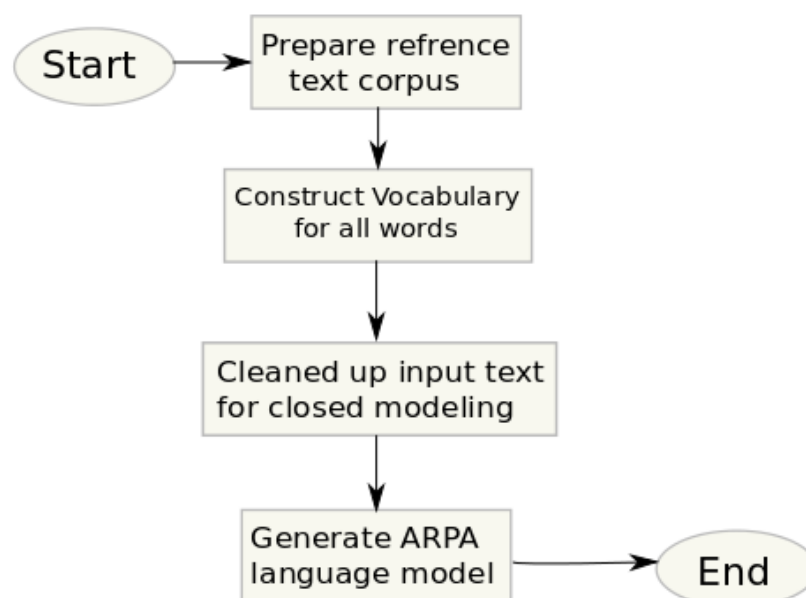 Start
Prepare refrence
text corpus
Construct Vocabulary
for all words
Cleaned up input text
for closed modeling
Generate ARPA
language model
End